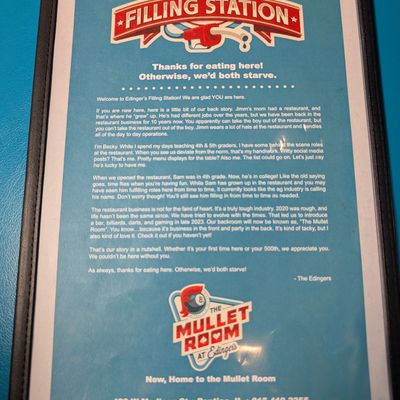 FILLING STATION
Thanks for eating here!
Otherwise, we'd both starve.
Welcome to Edinger's Filling Station! We are glad YOU are here.
If you are new here, here is a little bit of our back story. Jimm's mom had a restaurant, and
that's where he "grew" up. He's had different jobs over the years, but we have been back in the
restaurant business for 10 years now. You apparently can take the boy out of the restaurant, but
you can't take the restaurant out of the boy. Jimm wears a lot of hats at the restaurant and handles
all of the day to day operations.
I'm Becky. While I spend my days teaching 4th & 5th graders, I have some behind the scenes roles
at the restaurant. When you see us deviate from the norm, that's my handiwork. Witty social media
posts? That's me. Pretty menu displays for the table? Also me. The list could go on. Let's just say
he's lucky to have me.
When we opened the restaurant, Sam was in 4th grade. Now, he's in college! Like the old saying
goes, time flies when you're having fun. While Sam has grown up in the restaurant and you may
have seen him fulfilling roles here from time to time, it currently looks like the ag industry is calling
his name. Don't worry though! You'll still see him filling in from time to time as needed.
The restaurant business is not for the faint of heart. It's a truly tough industry. 2020 was rough, and
life hasn't been the same since. We have tried to evolve with the times. That led us to introduce
a bar, billiards, darts, and gaming in late 2023. Our backroom will now be known as, "The Mullet
Room". You know....because it's business in the front and party in the back. It's kind of tacky, but I
also kind of love it. Check it out if you haven't yet!
That's our story in a nutshell. Whether it's your first time here or your 500th, we appreciate you.
We couldn't be here without you.
As always, thanks for eating here. Otherwise, we'd both starve!
- The Edingers
THE
MULLET
ROOM
AT Edingers
Now, Home to the Mullet Room